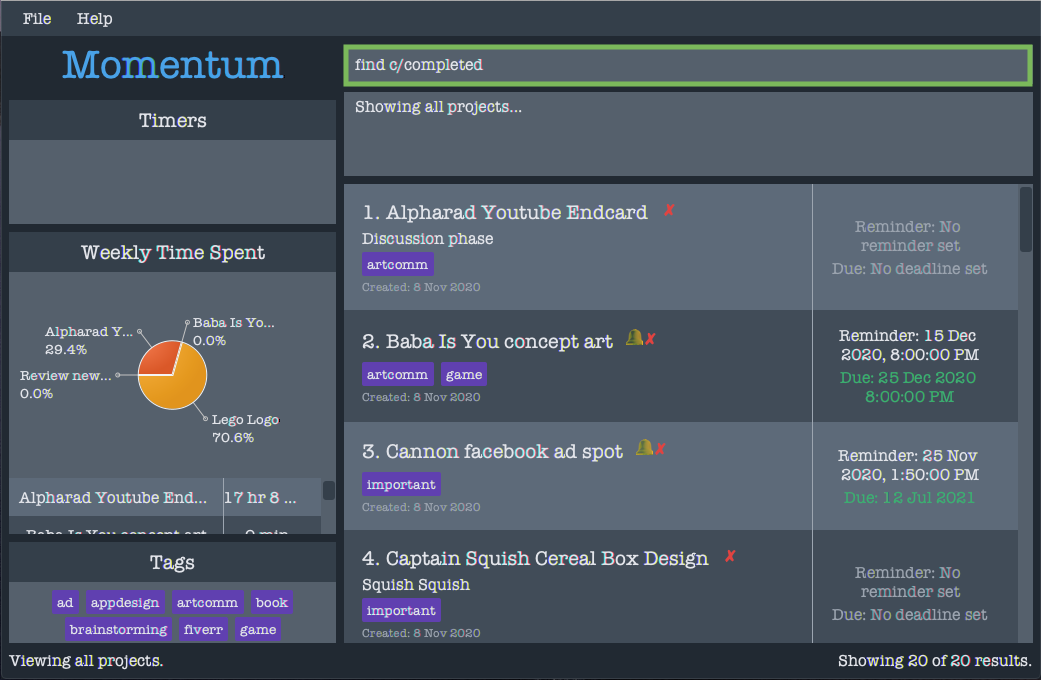 File Help
Momentum
find c/completed
Showing all projects...
Timers
Weekly Time Spent
Alpharad Y...
29.4%
Baba Is Yo...
0.0%
Review new...
0.0%
Lego Logo
70.6%
Alpharad Youtube End... 17 hr 8 ...
Baba Is You concept art 0 min
Tags
ad appdesign artcomm book
brainstorming fiverr game
1. Alpharad Youtube Endcard
Discussion phase
artcomm
Created: 8 Nov 2020
Reminder: No
reminder set
Due: No deadline set
2. Baba Is You concept art
artcomm game
Created: 8 Nov 2020
Reminder: 15 Dec
2020, 8:00:00 PM
Due: 25 Dec 2020
8:00:00 PM
3. Cannon facebook ad spot
important
Created: 8 Nov 2020
Reminder: 25 Nov
2020, 1:50:00 PM
Due: 12 Jul 2021
4. Captain Squish Cereal Box Design
Squish Squish
important
Created: 8 Nov 2020
Reminder: No
reminder set
Due: No deadline set
Viewing all projects.
Showing 20 of 20 results.